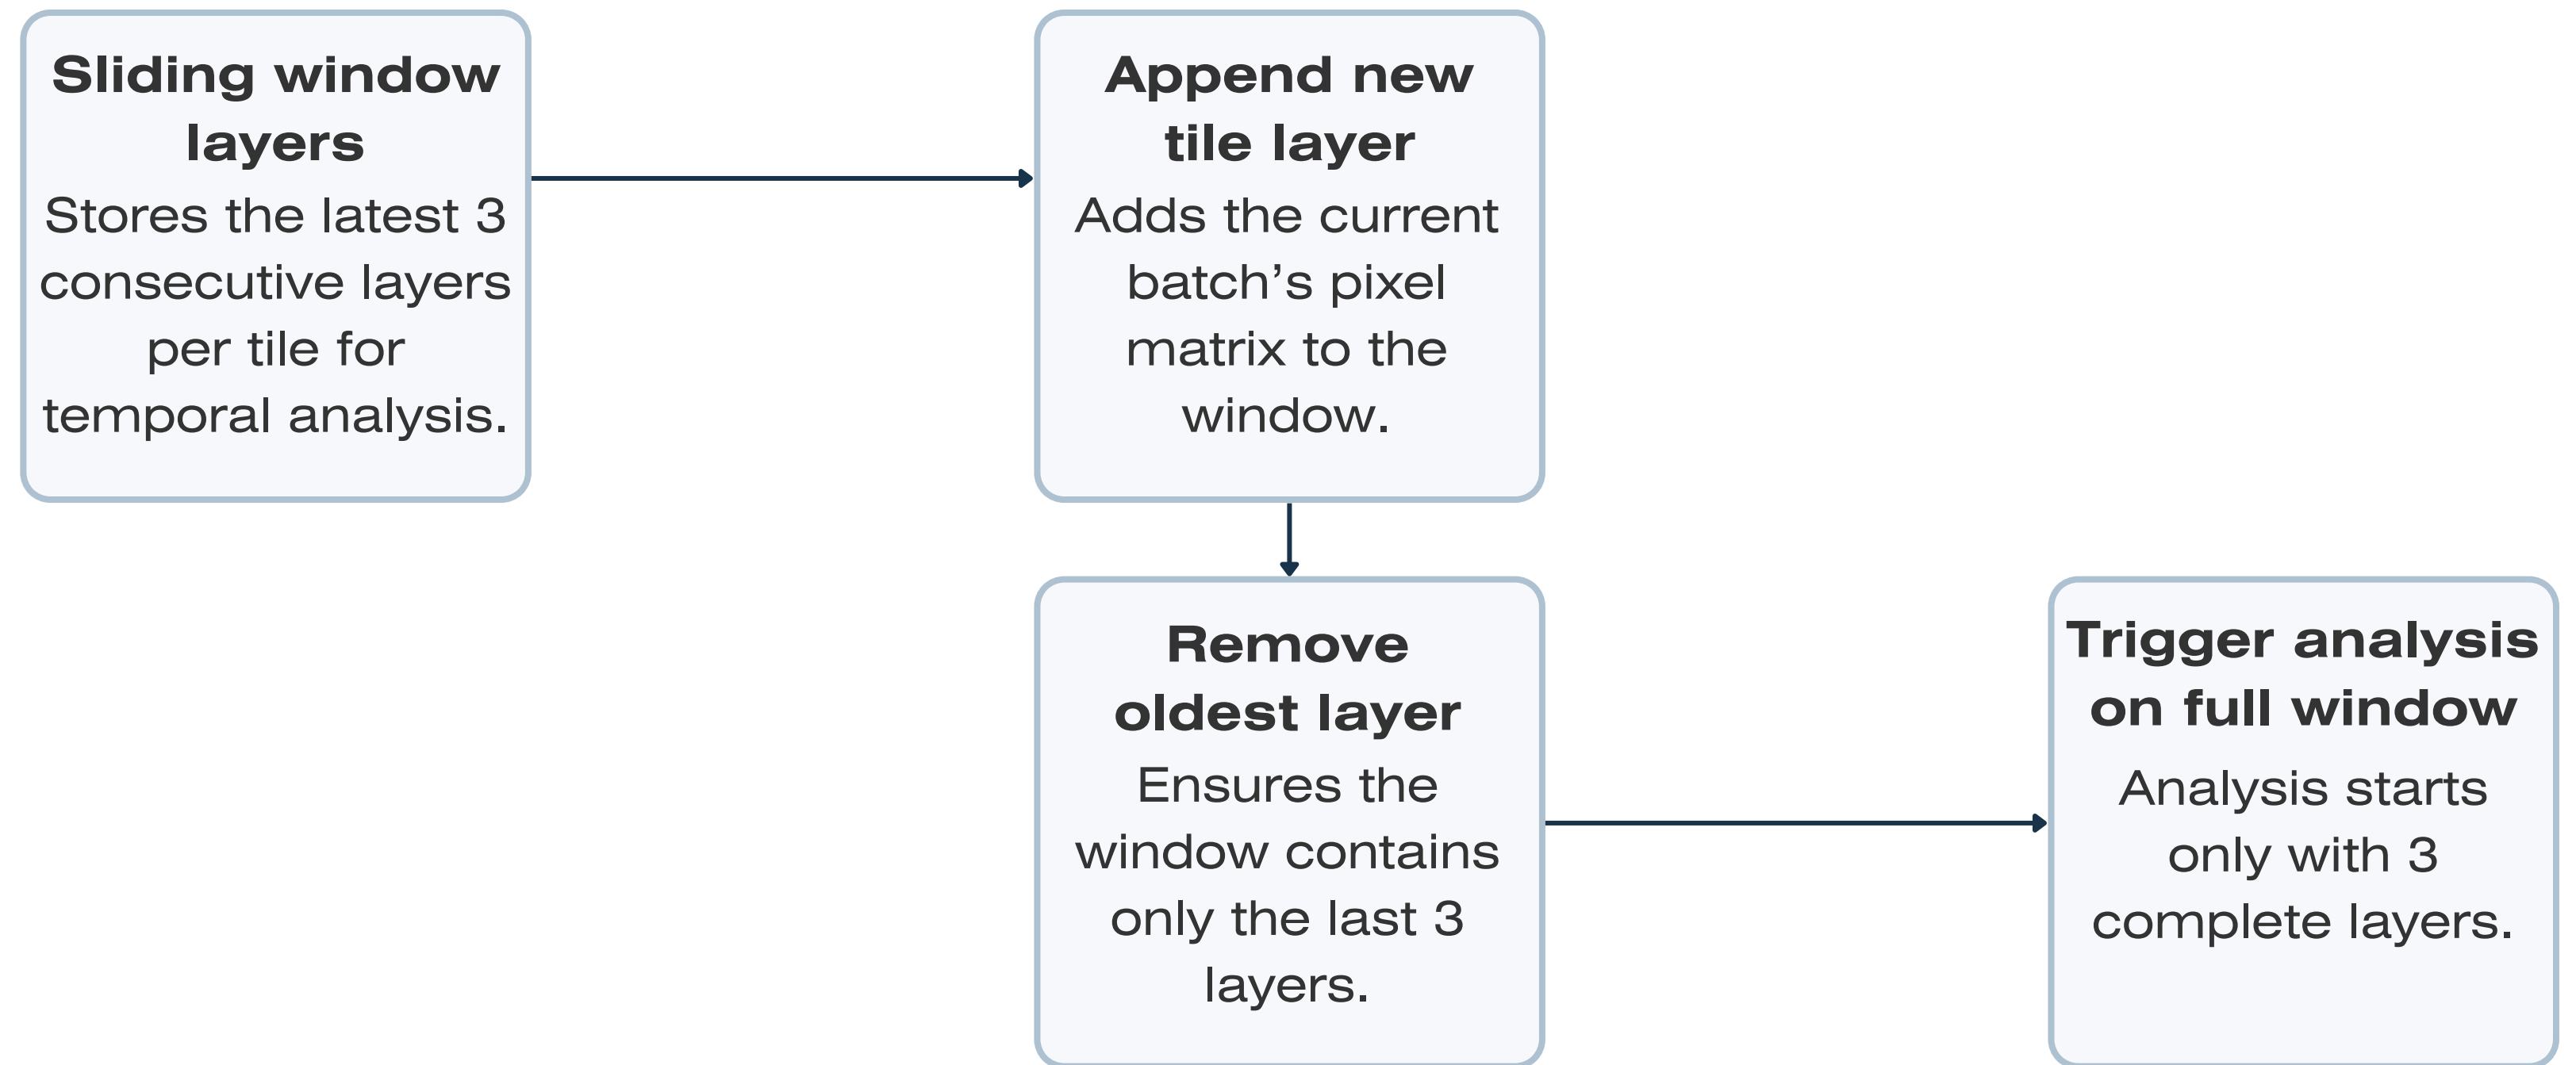 Sliding window
layers
Stores the latest 3
consecutive layers
per tile for
temporal analysis.
Append new
tile layer
Adds the current
batch’s pixel
matrix to the
window.
Remove
oldest layer
Ensures the
window contains
only the last 3
layers.
Trigger analysis
on full window
Analysis starts
only with 3
complete layers.